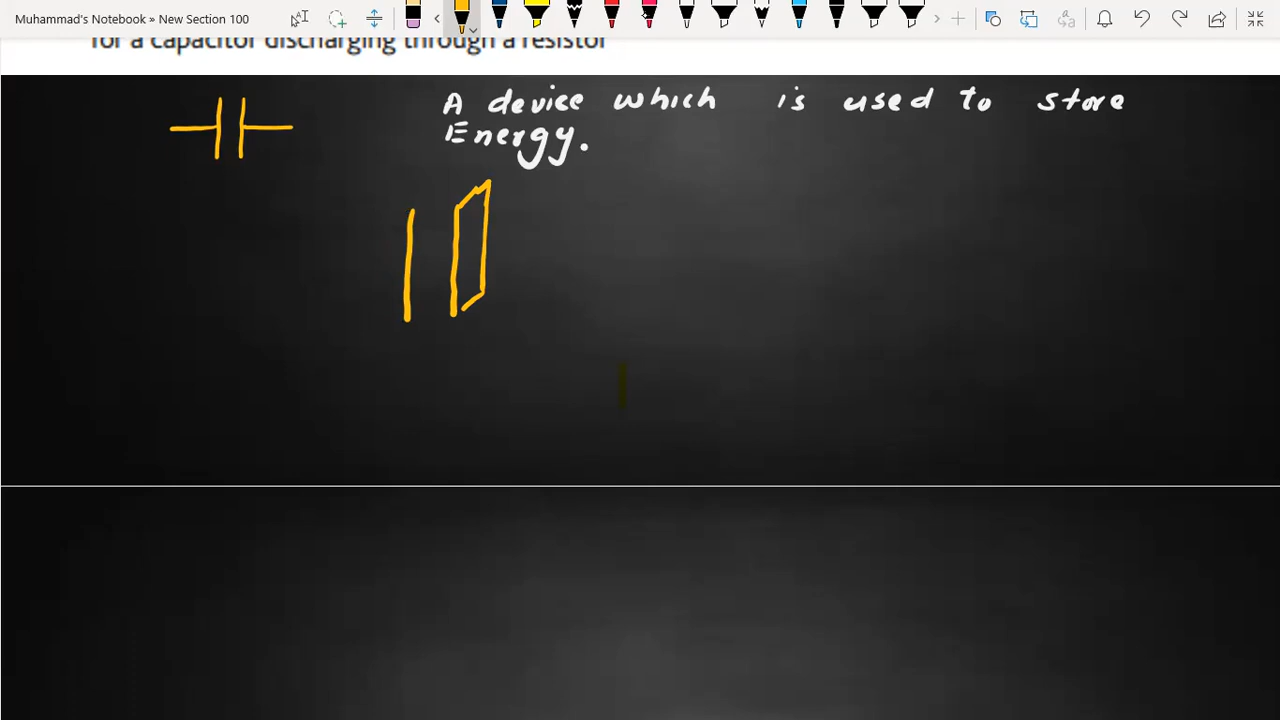 Muhammad's Notebook » New Section 100
for a capacitor discharging through a resistor
A device which is used to store
Energy.